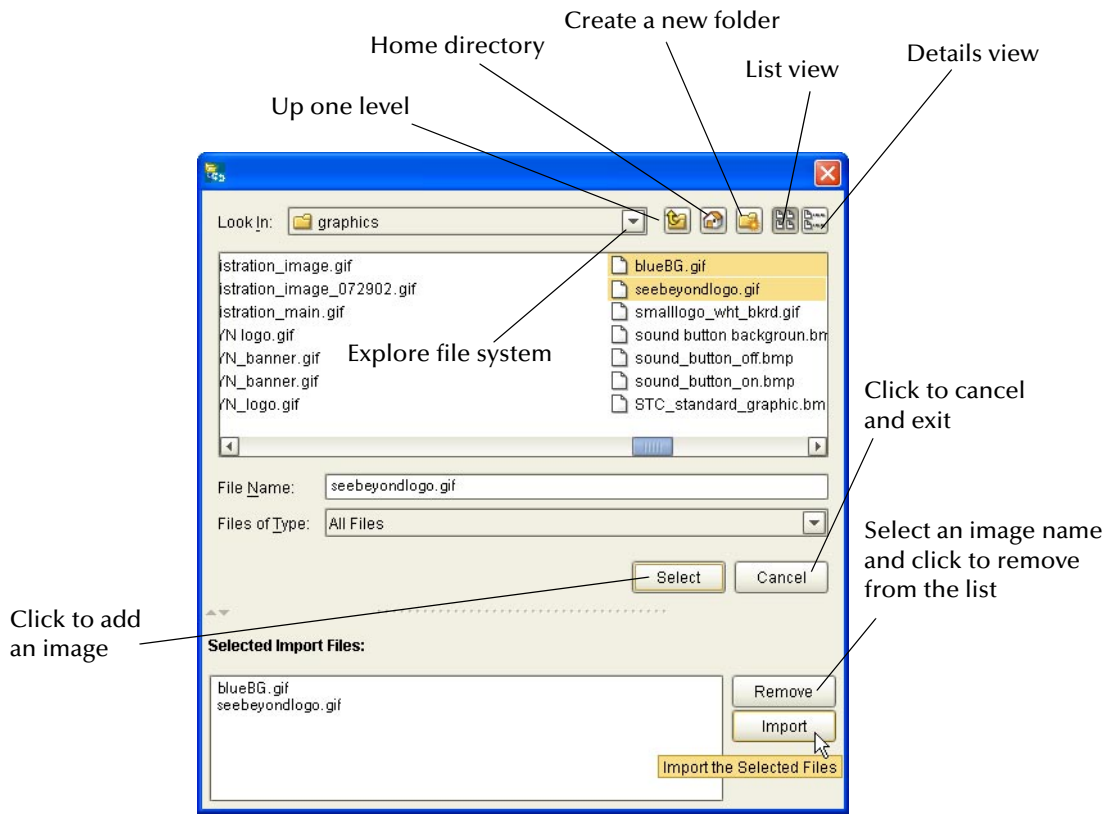 Create a new folder
Home directory
Details view
List view
Up one level
Look In: graphics
istration_image.gif
istration_image_072902.gif
istration_main.gif
YN logo.gif
YN_banner.gif
YN_banner.gif
YN_logo.gif
blueBG.gif
seebeyondlogo.gif
smalllogo_wht_bkrd.gif
sound button backgroun.bm
sound_button_off.bmp
sound_button_on.bmp
STC_standard_graphic.bm
Explore file system
Click to cancel
and exit
File Name: seebeyondlogo.gif
Files of Type: All Files
Select an image name
and click to remove
from the list
Select Cancel
Click to add
an image
Selected Import Files:
blueBG.gif
seebeyondlogo.gif
Remove
Import
Import the Selected Files